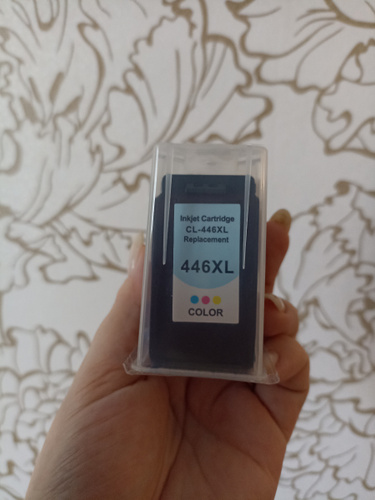 Inkjet Cartridge
CL-446XL
Replacement
446XL
COLOR